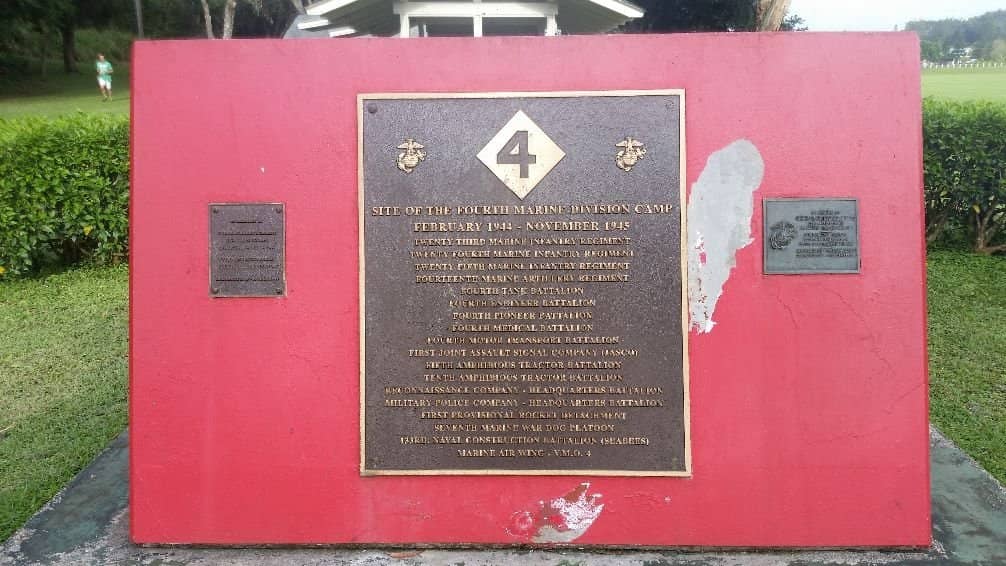 4
SITE OF THE FOURTH MARINE DIVISION CAMP
FEBRUARY 1944 - NOVEMBER 1945
TWENTY THIRD MARINE INFANTRY REGIMENT
TWENTY FOURTH MARINE INFANTRY REGIMENT
TWENTY FIFTH MARINE INFANTRY REGIMENT
FOURTEENTH MARINE ARTILLERY REGIMENT
FOURTH TANK BATTALION
FOURTH ENGINEER BATTALION
FOURTH PIONEER BATTALION
FOURTH MEDICAL BATTALION
FOURTH MOTOR TRANSPORT BATTALION
FIRST JOINT ASSAULT SIGNAL COMPANY (JASCO)
FIFTH AMPHIBIOUS TRACTOR BATTALION
TENTH AMPHIBIOUS TRACTOR BATTALION
RECONNAISSANCE COMPANY - HEADQUARTERS BATTALION
MILITARY POLICE COMPANY - HEADQUARTERS BATTALION
FIRST PROVISIONAL ROCKET DETACHMENT
SEVENTH MARINE WAR DOG PLATOON
133RD. NAVAL CONSTRUCTION BATTALION (SEABEES)
MARINE AIR WING - V.M.O. 4